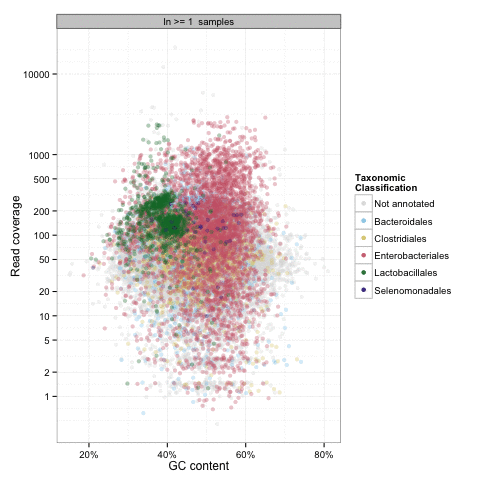 In >= 1 samples
10000
1000
500
200
100
50
20
10
5
2
1
Read coverage
20%
40%
60%
80%
GC content
Taxonomic
Classification
Not annotated
Bacteroidales
Clostridiales
Enterobacteriales
Lactobacillales
Selenomonadales